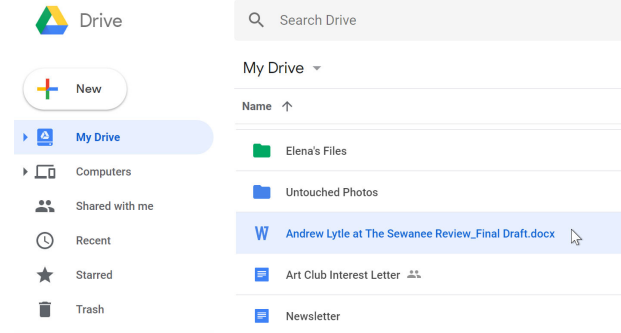 Drive
Search Drive
New
My Drive
Computers
Shared with me
Recent
Starred
Trash
My Drive
Name
Elena's Files
Untouched Photos
W Andrew Lytle at The Sewanee Review_Final Draft.docx
Art Club Interest Letter
Newsletter